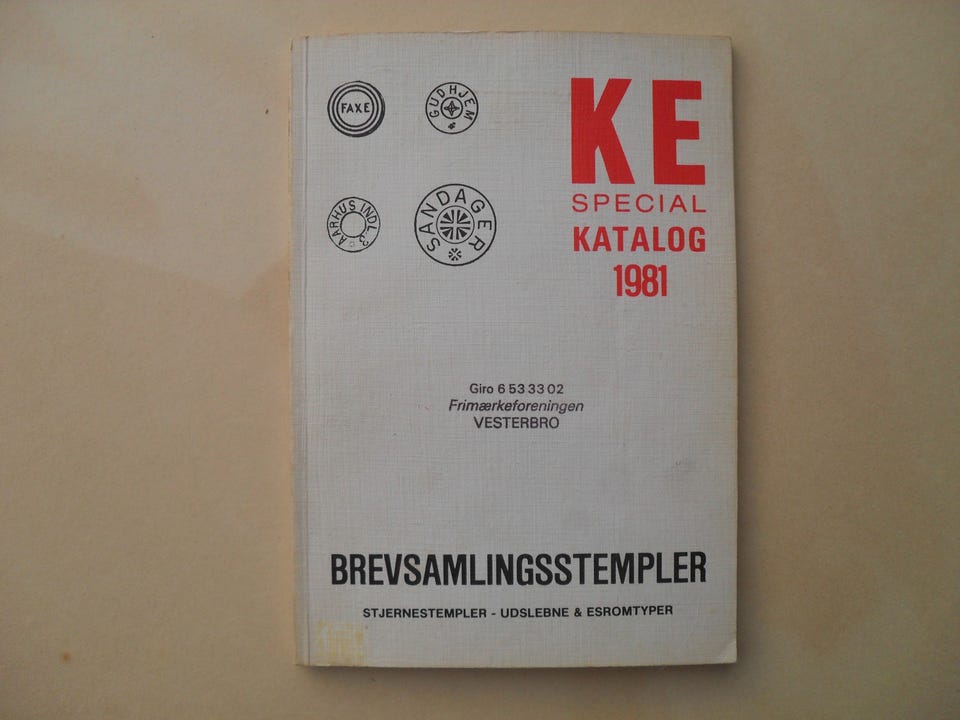 FAXE
GUDHJEM
AARHUS INDL. 3
SANDAGER
KE
SPECIAL
KATALOG
1981
Giro 6 53 33 02
Frimærkeforeningen
VESTERBRO
BREVSAMLINGSSTEMPLER
STJERNESTEMPLER - UDSLEBNE & ESROMTYPER